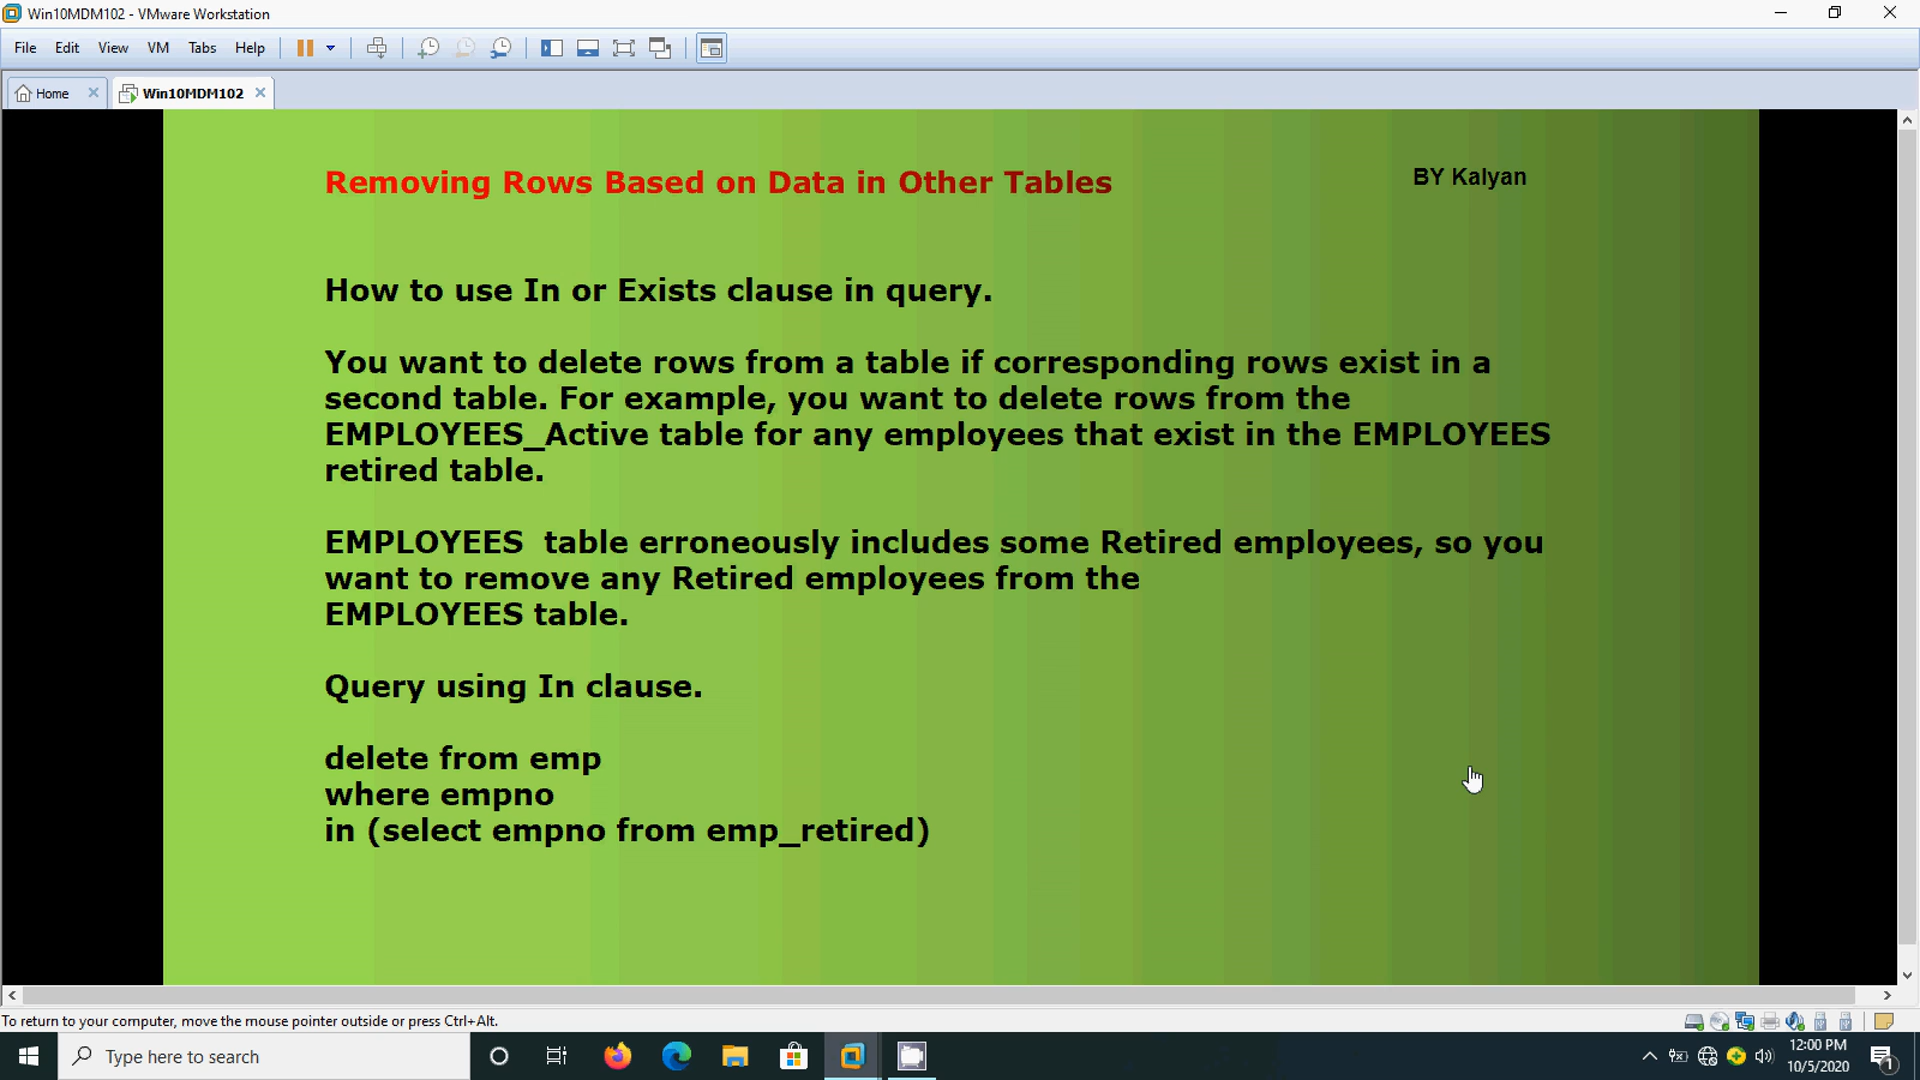 Win10MDM102 - VMware Workstation
File Edit View VM Tabs Help
Home Win10MDM102
Removing Rows Based on Data in Other Tables
BY Kalyan
How to use In or Exists clause in query.
You want to delete rows from a table if corresponding rows exist in a
second table. For example, you want to delete rows from the
EMPLOYEES_Active table for any employees that exist in the EMPLOYEES
retired table.
EMPLOYEES  table erroneously includes some Retired employees, so you
want to remove any Retired employees from the
EMPLOYEES table.
Query using In clause.
delete from emp
where empno
in (select empno from emp_retired)
To return to your computer, move the mouse pointer outside or press Ctrl+Alt.
Type here to search
12:00 PM
10/5/2020
1